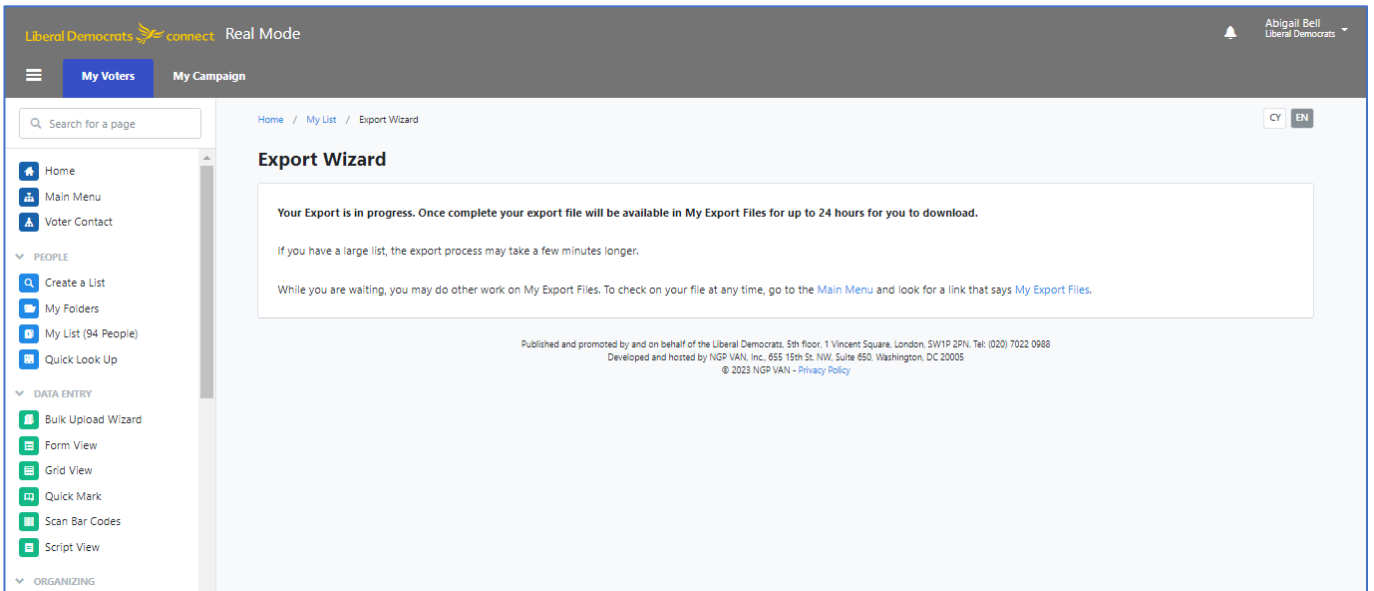 Liberal Democrats connect Real Mode
Abigail Bell
Liberal Democrats
My Voters My Campaign
Search for a page
Home / My List / Export Wizard
CY EN
Export Wizard
Your Export is in progress. Once complete your export file will be available in My Export Files for up to 24 hours for you to download.
If you have a large list, the export process may take a few minutes longer.
While you are waiting, you may do other work on My Export Files. To check on your file at any time, go to the Main Menu and look for a link that says My Export Files.
Published and promoted by and on behalf of the Liberal Democrats, 5th floor, 1 Vincent Square, London, SW1P 2PN. Tel: (020) 7022 0988
Developed and hosted by NGP VAN, Inc., 655 15th St. NW, Suite 650, Washington, DC 20005
© 2023 NGP VAN - Privacy Policy
Home
Main Menu
Voter Contact
PEOPLE
Create a List
My Folders
My List (94 People)
Quick Look Up
DATA ENTRY
Bulk Upload Wizard
Form View
Grid View
Quick Mark
Scan Bar Codes
Script View
ORGANIZING